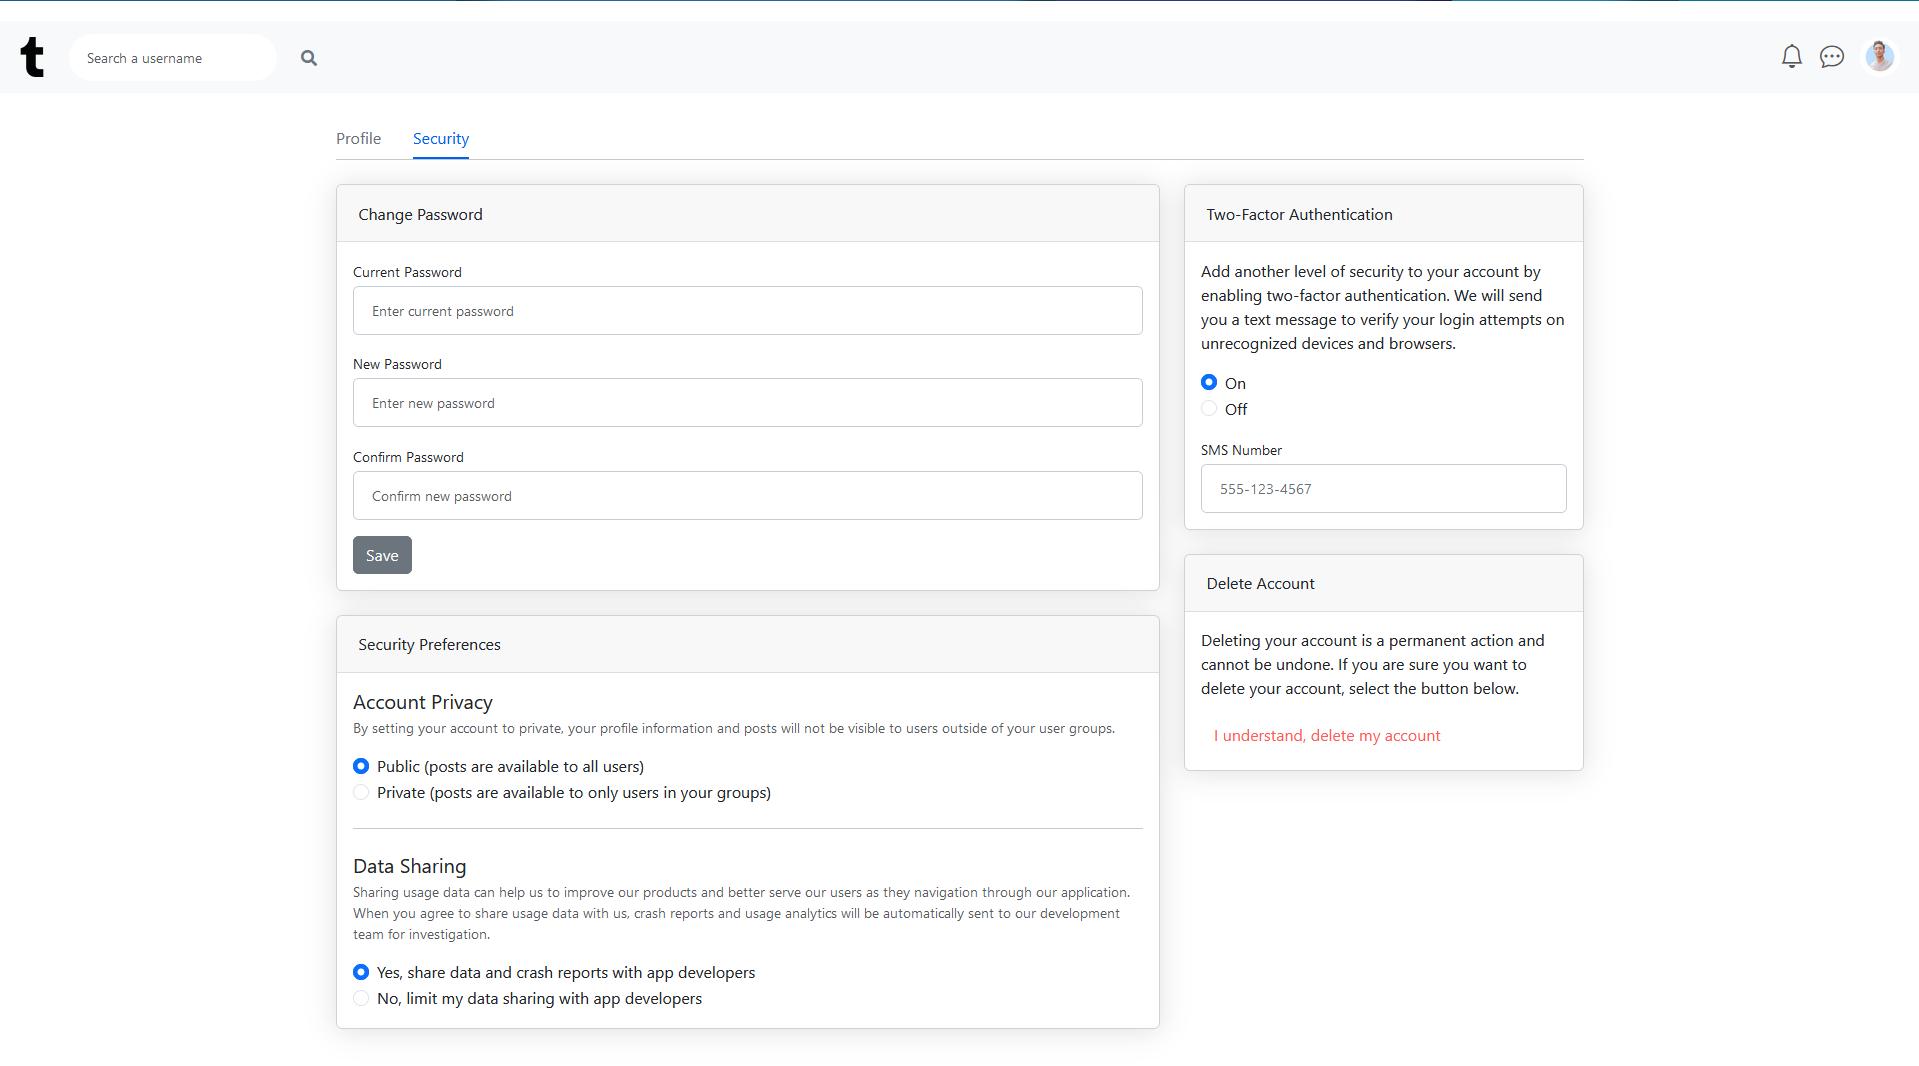 t
Search a username
Profile
Security
Change Password
Current Password
Enter current password
New Password
Enter new password
Confirm Password
Confirm new password
Save
Security Preferences
Account Privacy
By setting your account to private, your profile information and posts will not be visible to users outside of your user groups.
Public (posts are available to all users)
Private (posts are available to only users in your groups)
Data Sharing
Sharing usage data can help us to improve our products and better serve our users as they navigation through our application.
When you agree to share usage data with us, crash reports and usage analytics will be automatically sent to our development
team for investigation.
Yes, share data and crash reports with app developers
No, limit my data sharing with app developers
Two-Factor Authentication
Add another level of security to your account by
enabling two-factor authentication. We will send
you a text message to verify your login attempts on
unrecognized devices and browsers.
On
Off
SMS Number
555-123-4567
Delete Account
Deleting your account is a permanent action and
cannot be undone. If you are sure you want to
delete your account, select the button below.
I understand, delete my account